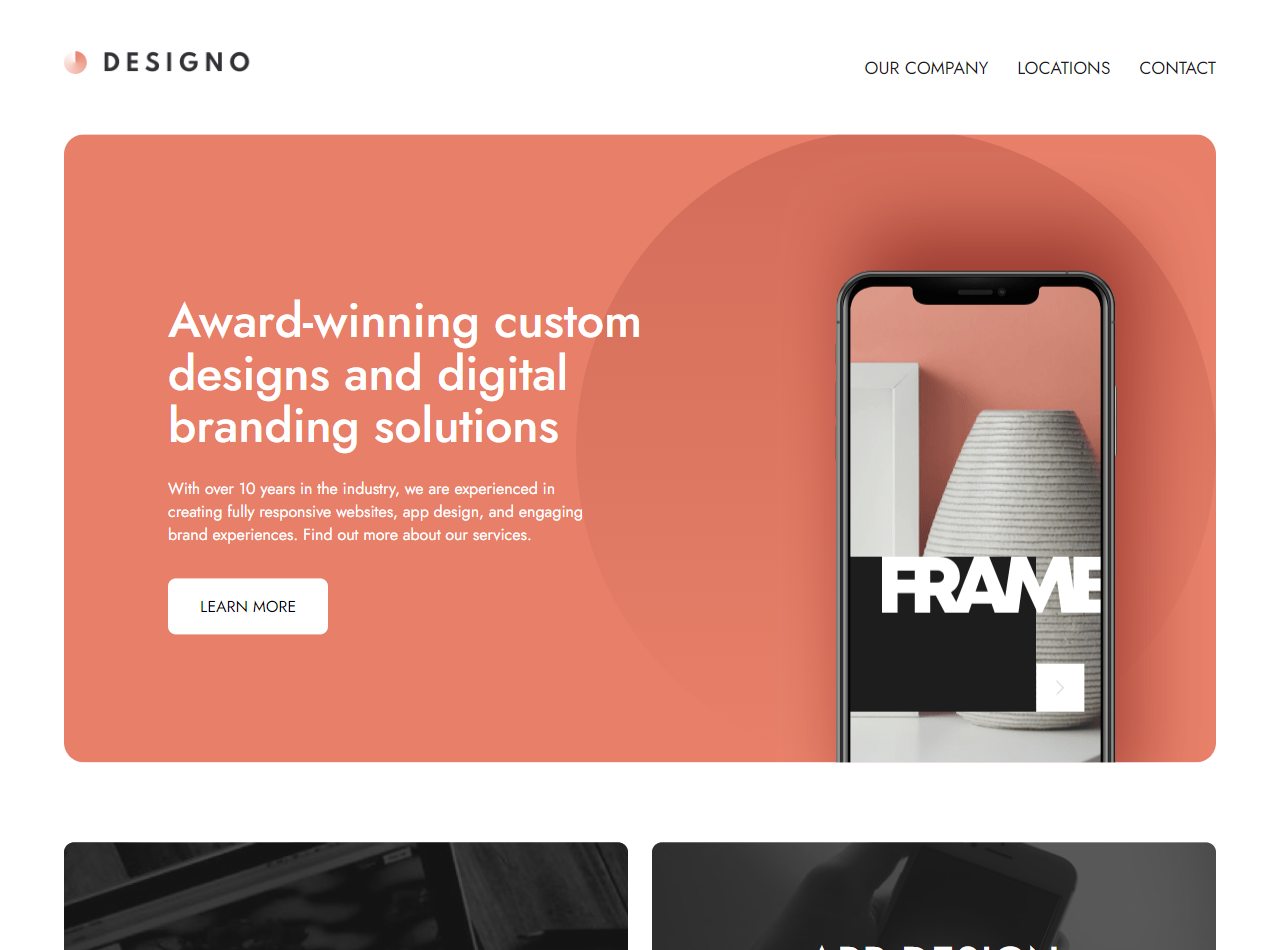 DESIGNO
OUR COMPANY LOCATIONS CONTACT
Award-winning custom
designs and digital
branding solutions
With over 10 years in the industry, we are experienced in
creating fully responsive websites, app design, and engaging
brand experiences. Find out more about our services.
LEARN MORE
FRAME
APP DESIGN